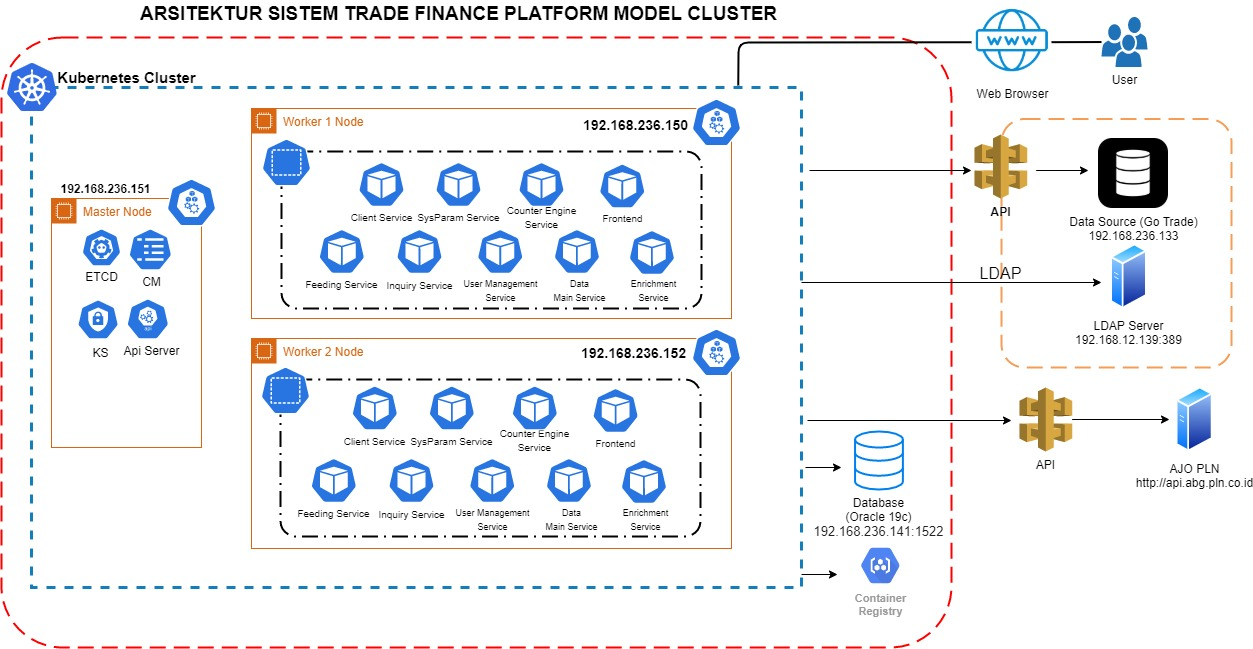 ARSITEKTUR SISTEM TRADE FINANCE PLATFORM MODEL CLUSTER
WWW
Web Browser
User
Kubernetes Cluster
192.168.236.151
Master Node
ETCD
CM
KS
Api Server
API
Worker 1 Node
192.168.236.150
Client Service
SysParam Service
Counter Engine
Service
Frontend
Feeding Service
Inquiry Service
User Management
Service
Data
Main Service
Enrichment
Service
Worker 2 Node
192.168.236.152
Client Service
SysParam Service
Counter Engine
Service
Frontend
Feeding Service
Inquiry Service
User Management
Service
Data
Main Service
Enrichment
Service
API
Data Source (Go Trade)
192.168.236.133
LDAP
LDAP Server
192.168.12.139:389
API
AJO PLN
http://api.abg.pln.co.id
Database
(Oracle 19c)
192.168.236.141:1522
Container
Registry